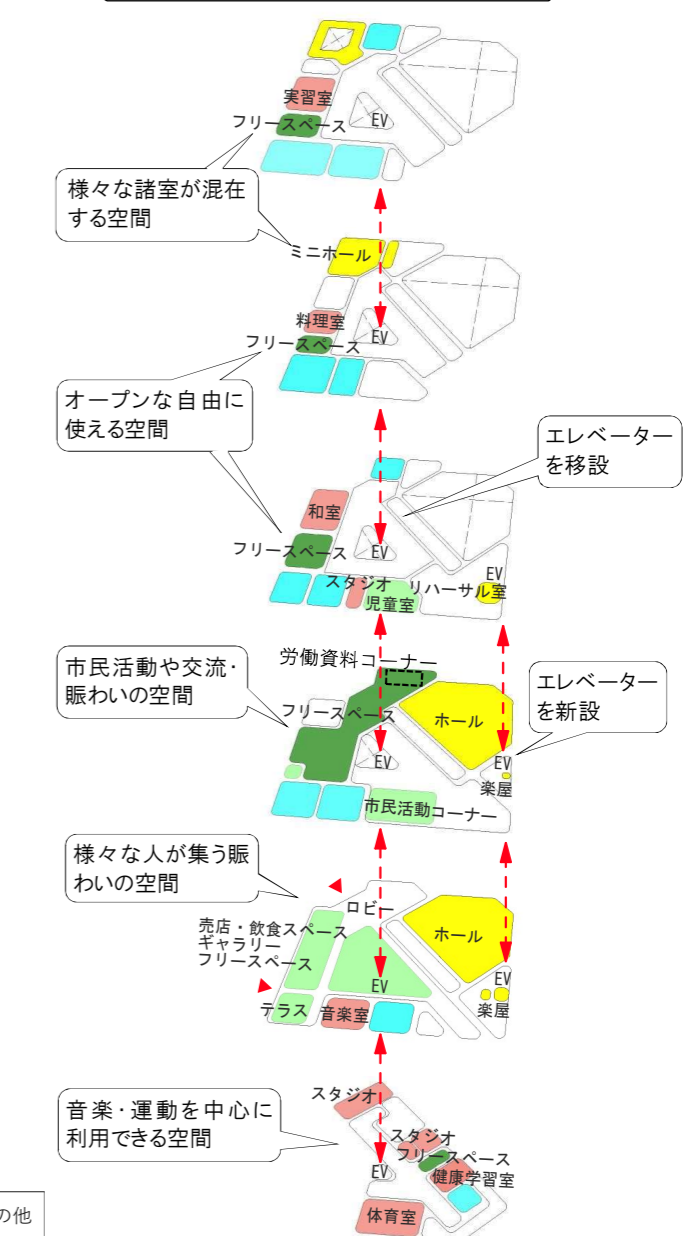 実習室
フリースペース
EV
様々な諸室が混在
する空間
ミニホール
料理室
フリースペース
EV
オープンな自由に
使える空間
エレベーター
を移設
和室
フリースペース
EV
EV
スタジオ
リハーサル室
児童室
労働資料コーナー
市民活動や交流・
賑わいの空間
フリースペース
ホール
エレベーター
を新設
EV
EV
楽屋
市民活動コーナー
様々な人が集う賑
わいの空間
ロビー
売店・飲食スペース
ギャラリー
フリースペース
ホール
EV
EV
テラス
音楽室
楽屋
スタジオ
音楽・運動を中心に
利用できる空間
スタジオ
フリースペース
EV
健康学習室
体育室
の他